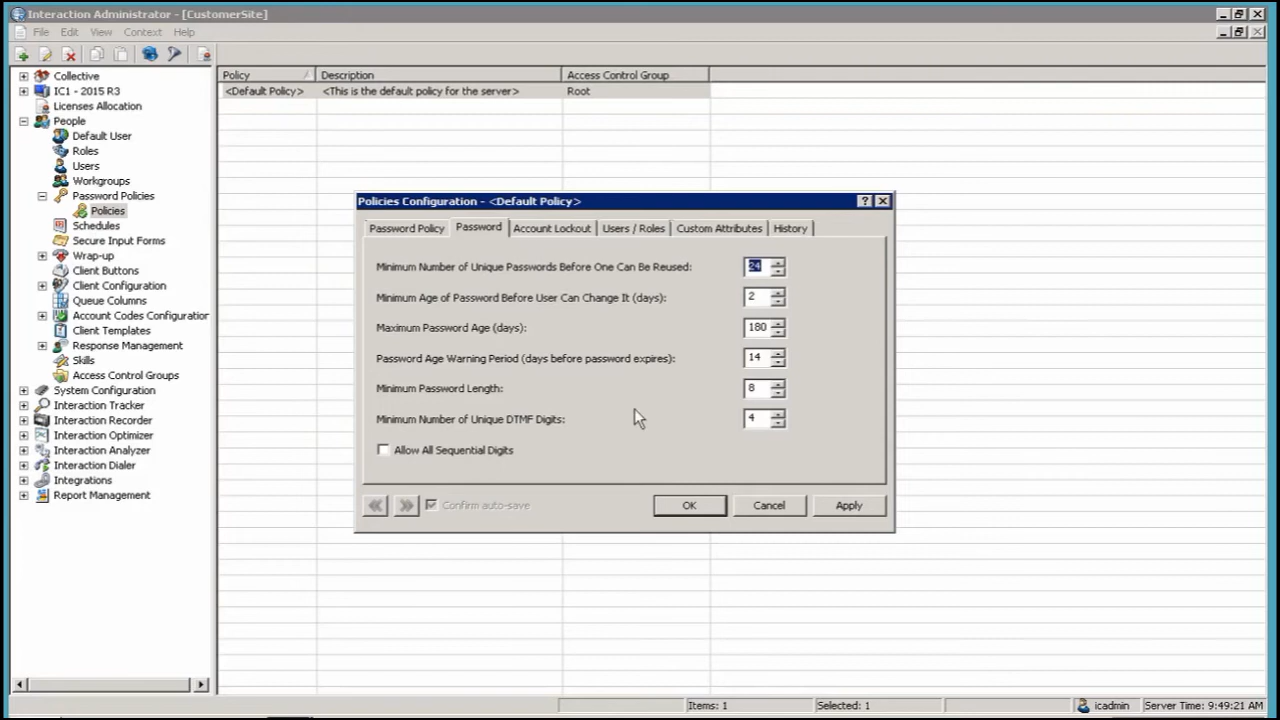 Interaction Administrator - [CustomerSite]
File Edit View Context Help
Collective
IC1 - 2015 R3
Licenses Allocation
People
Default User
Roles
Users
Workgroups
Password Policies
Policies
Schedules
Secure Input Forms
Wrap-up
Client Buttons
Client Configuration
Queue Columns
Account Codes Configuration
Client Templates
Response Management
Skills
Access Control Groups
System Configuration
Interaction Tracker
Interaction Recorder
Interaction Optimizer
Interaction Analyzer
Interaction Dialer
Integrations
Report Management
Policy Description Access Control Group
<Default Policy> <This is the default policy for the server> Root
Policies Configuration - <Default Policy>
Password Policy Password Account Lockout Users / Roles Custom Attributes History
Minimum Number of Unique Passwords Before One Can Be Reused: 24
Minimum Age of Password Before User Can Change It (days): 2
Maximum Password Age (days): 180
Password Age Warning Period (days before password expires): 14
Minimum Password Length: 8
Minimum Number of Unique DTMF Digits: 4
Allow All Sequential Digits
Confirm auto-save OK Cancel Apply
Items: 1 Selected: 1 icadmin Server Time: 9:49:21 AM